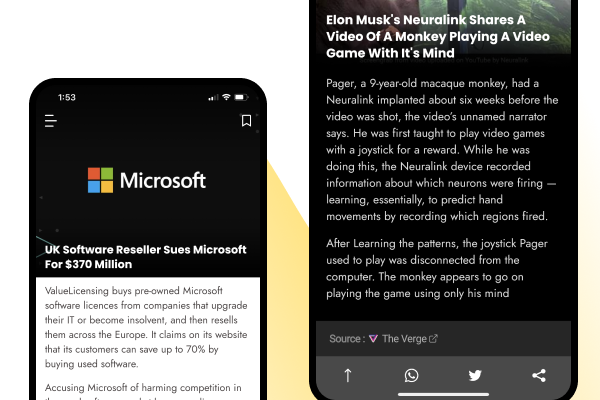 1:53
Microsoft
UK Software Reseller Sues Microsoft
For $370 Million
ValueLicensing buys pre-owned Microsoft
software licences from companies that upgrade
their IT or become insolvent, and then resells
them across the Europe. It claims on its website
that its customers can save up to 70% by
buying used software.
Accusing Microsoft of harming competition in
Elon Musk's Neuralink Shares A
Video Of A Monkey Playing A Video
Game With It's Mind
Pager, a 9-year-old macaque monkey, had a
Neuralink implanted about six weeks before the
video was shot, the video's unnamed narrator
says. He was first taught to play video games
with a joystick for a reward. While he was
doing this, the Neuralink device recorded
information about which neurons were firing —
learning, essentially, to predict hand
movements by recording which regions fired.
After Learning the patterns, the joystick Pager
used to play was disconnected from the
computer. The monkey appears to go on
playing the game using only his mind
Source : The Verge